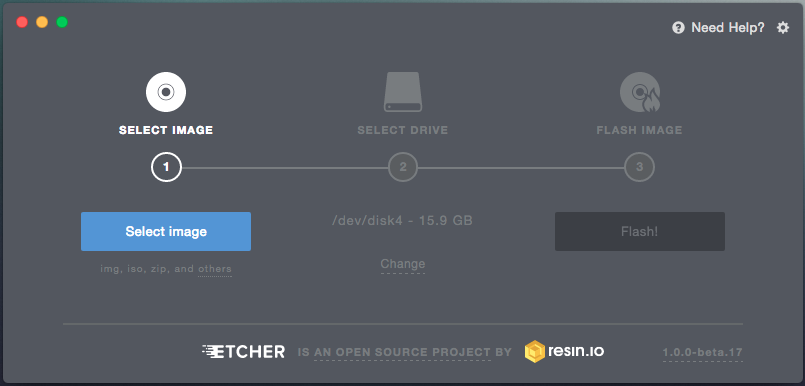 Need Help?
SELECT IMAGE
SELECT DRIVE
FLASH IMAGE
1
2
3
Select image
/dev/disk4 - 15.9 GB
Flash!
img, iso, zip, and others
Change
ETCHER IS AN OPEN SOURCE PROJECT BY resin.io
1.0.0-beta.17